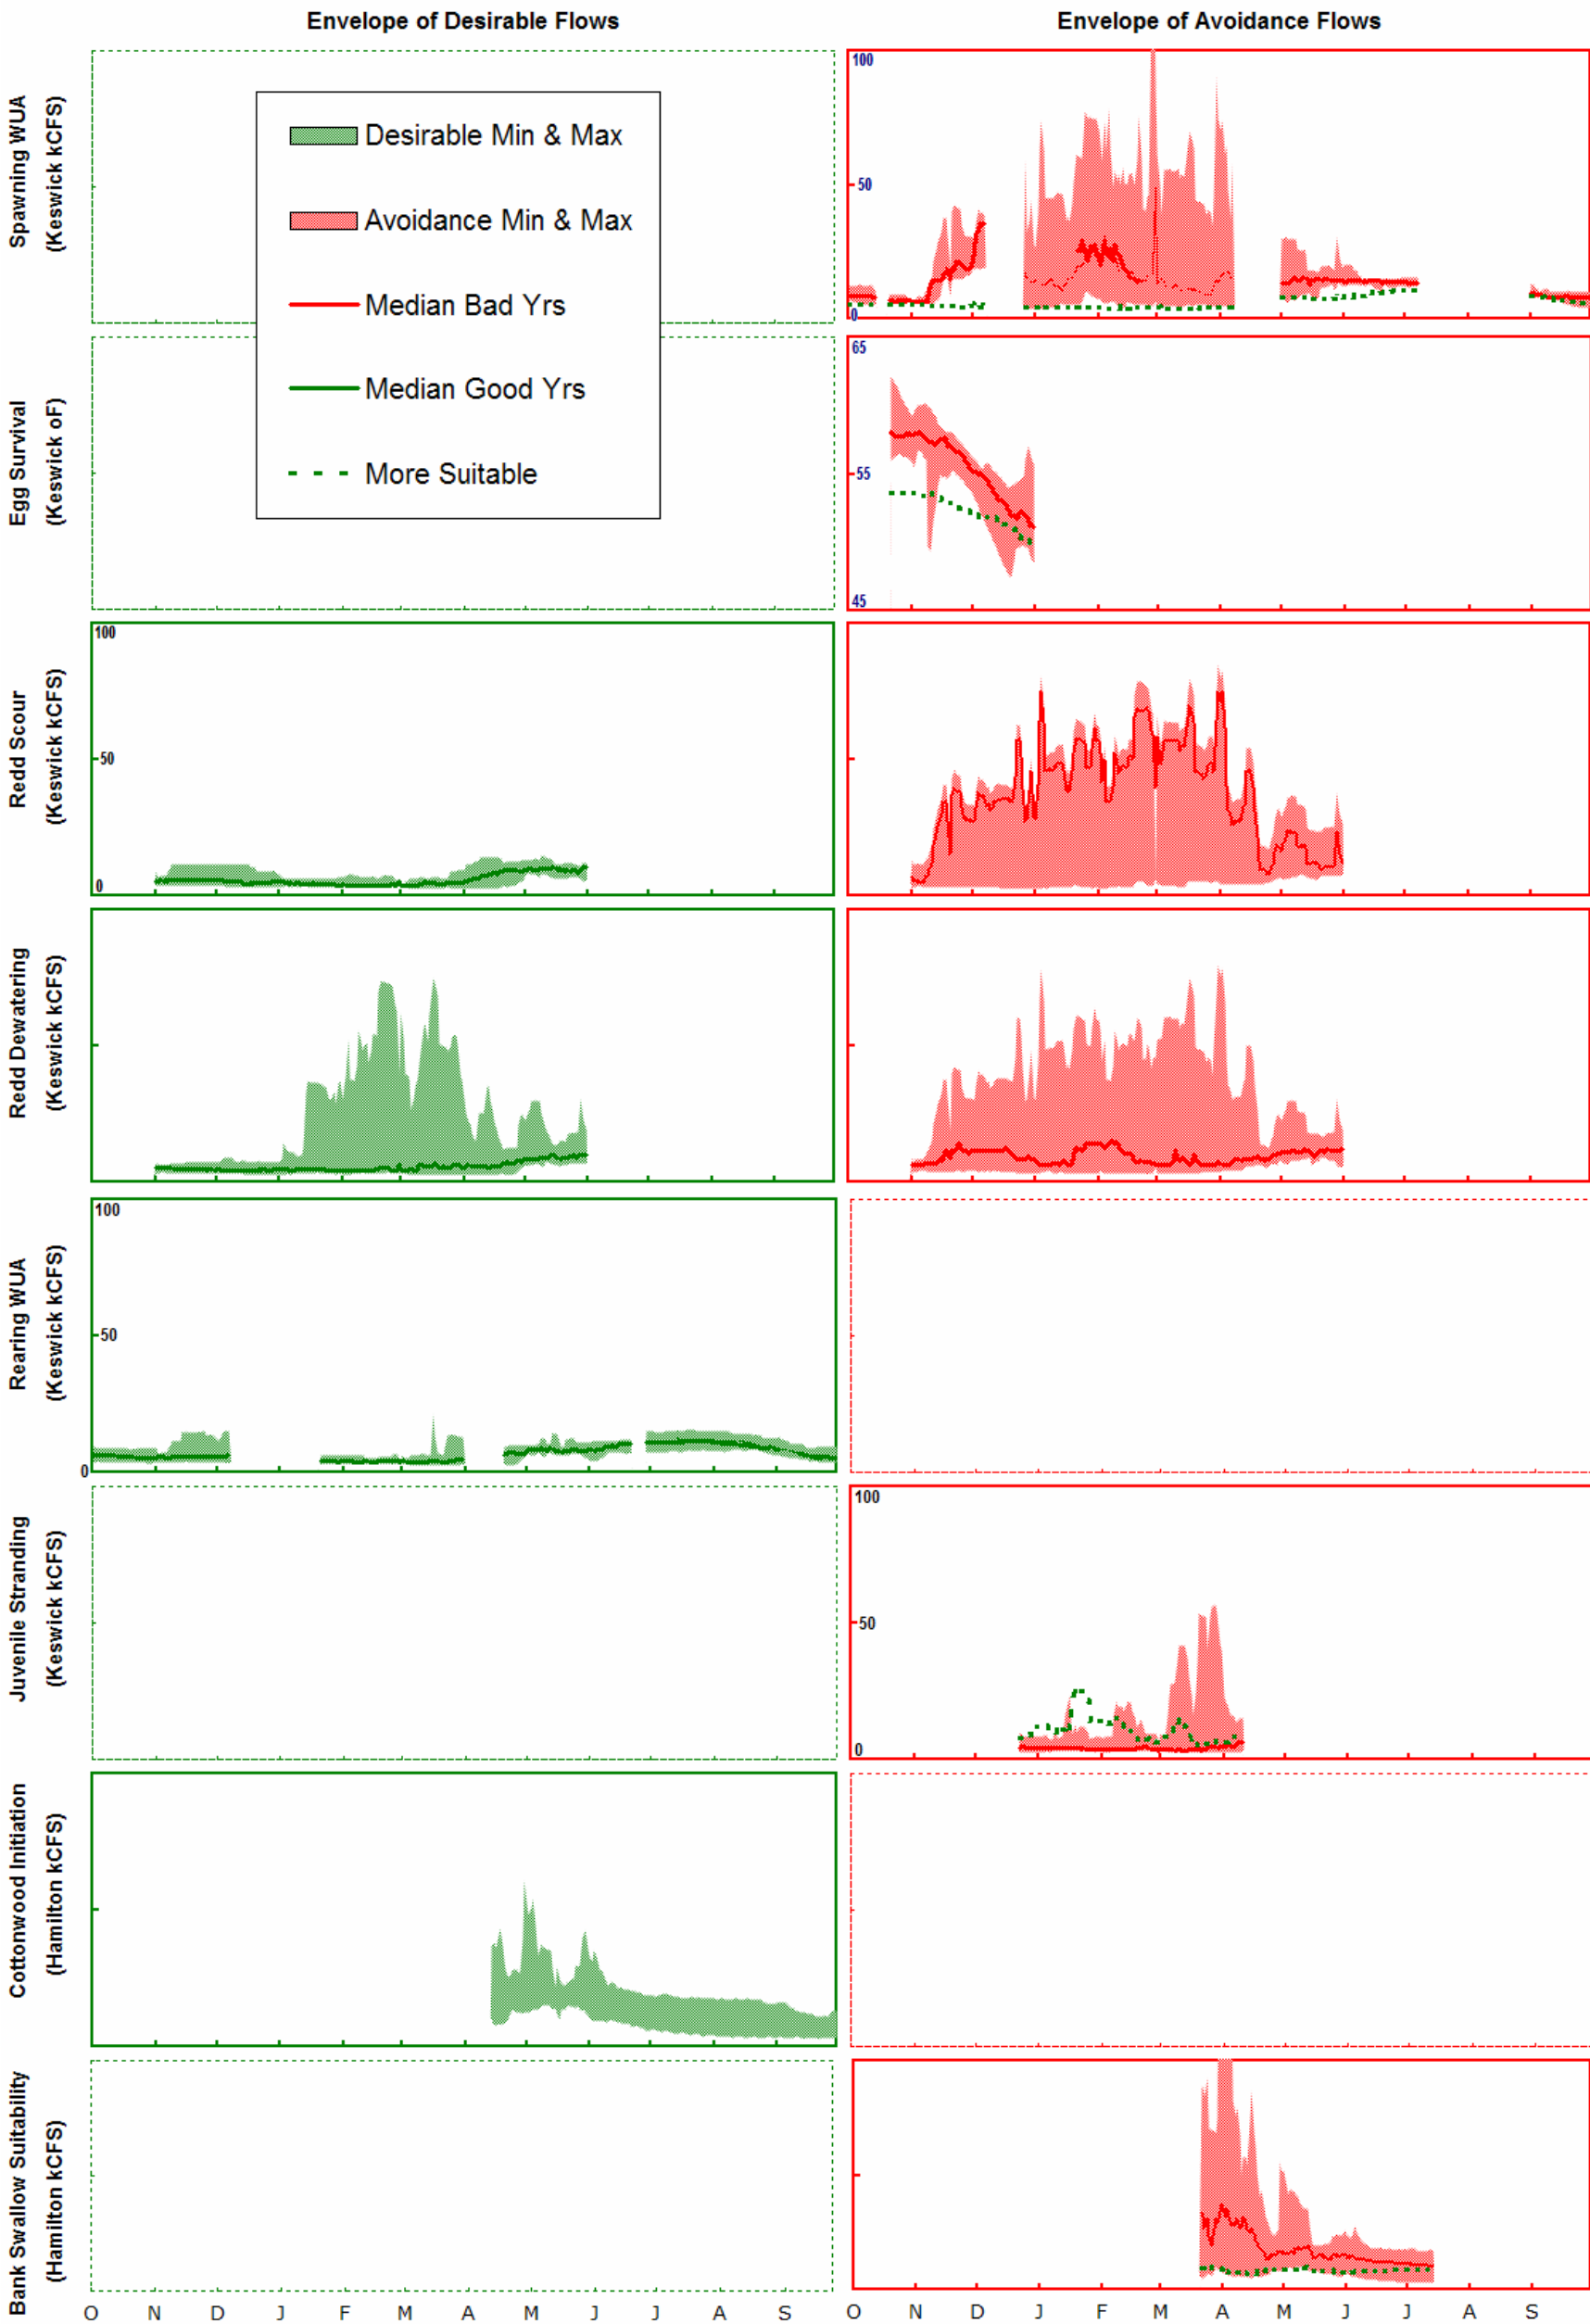 Envelope of Desirable Flows
Envelope of Avoidance Flows
Spawning WUA
(Keswick kCFS)
Desirable Min & Max
Avoidance Min & Max
Median Bad Yrs
Median Good Yrs
More Suitable
100
50
0
Egg Survival
(Keswick oF)
65
55
45
Redd Scour
(Keswick kCFS)
100
50
0
Redd Dewatering
(Keswick kCFS)
Rearing WUA
(Keswick kCFS)
100
50
0
Juvenile Stranding
(Keswick kCFS)
100
50
0
Cottonwood Initiation
(Hamilton kCFS)
Bank Swallow Suitability
(Hamilton kCFS)
O N D J F M A M J J A S
O N D J F M A M J J A S